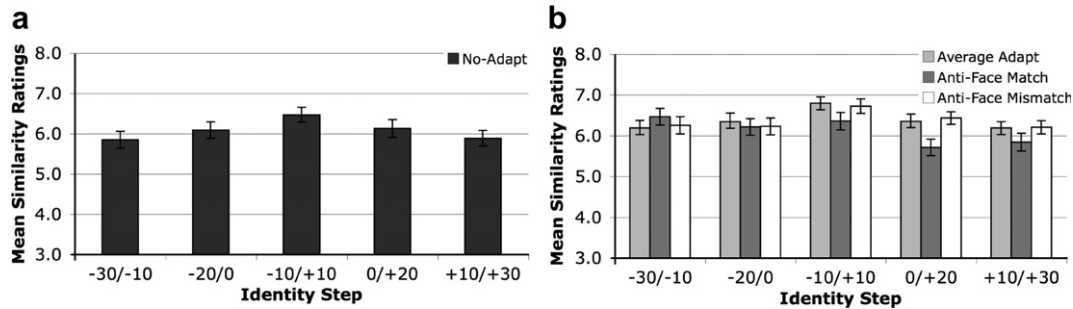 a
Mean Similarity Ratings
8.0
7.0
6.0
5.0
4.0
3.0
No-Adapt
-30/-10 -20/0 -10/+10 0/+20 +10/+30
Identity Step
b
Mean Similarity Ratings
8.0
7.0
6.0
5.0
4.0
3.0
Average Adapt
Anti-Face Match
Anti-Face Mismatch
-30/-10 -20/0 -10/+10 0/+20 +10/+30
Identity Step